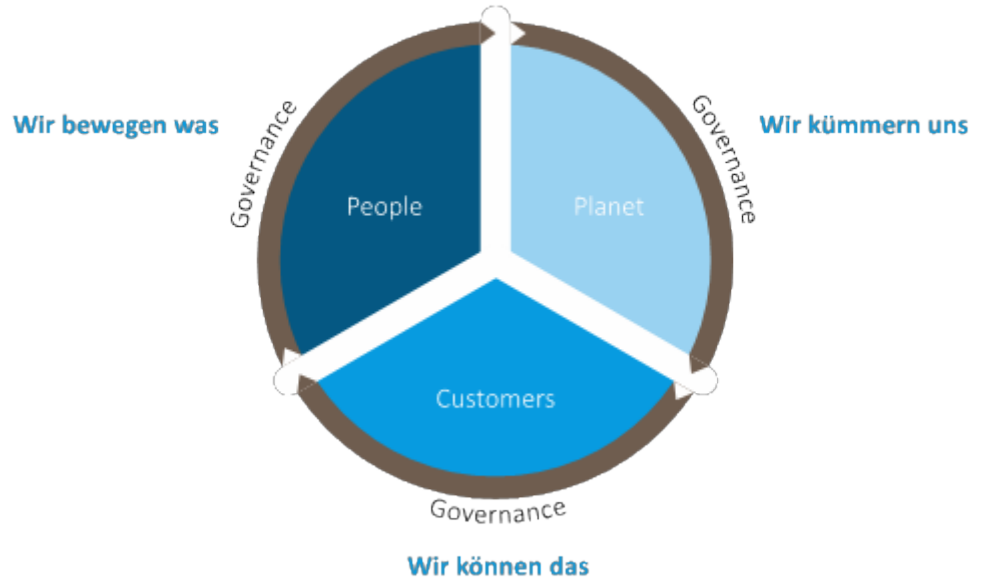 Wir bewegen was
Governance
People
Planet
Governance
Wir kümmern uns
Customers
Governance
Wir können das